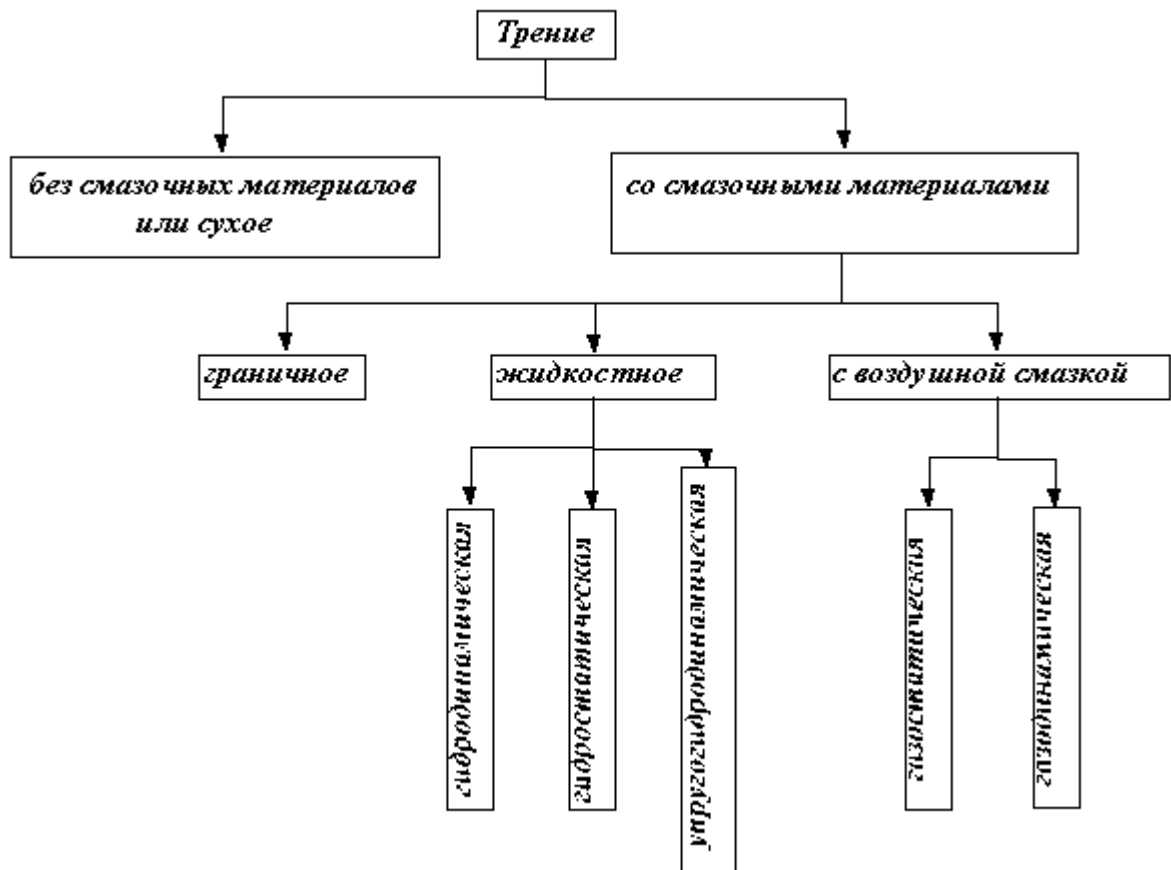 Трение
без смазочных материалов
или сухое
со смазочными материалами
граничное
жидкостное
с воздушной смазкой
гидродинамическая
гидростатическая
упругогидродинамическая
газостатическая
газодинамическая